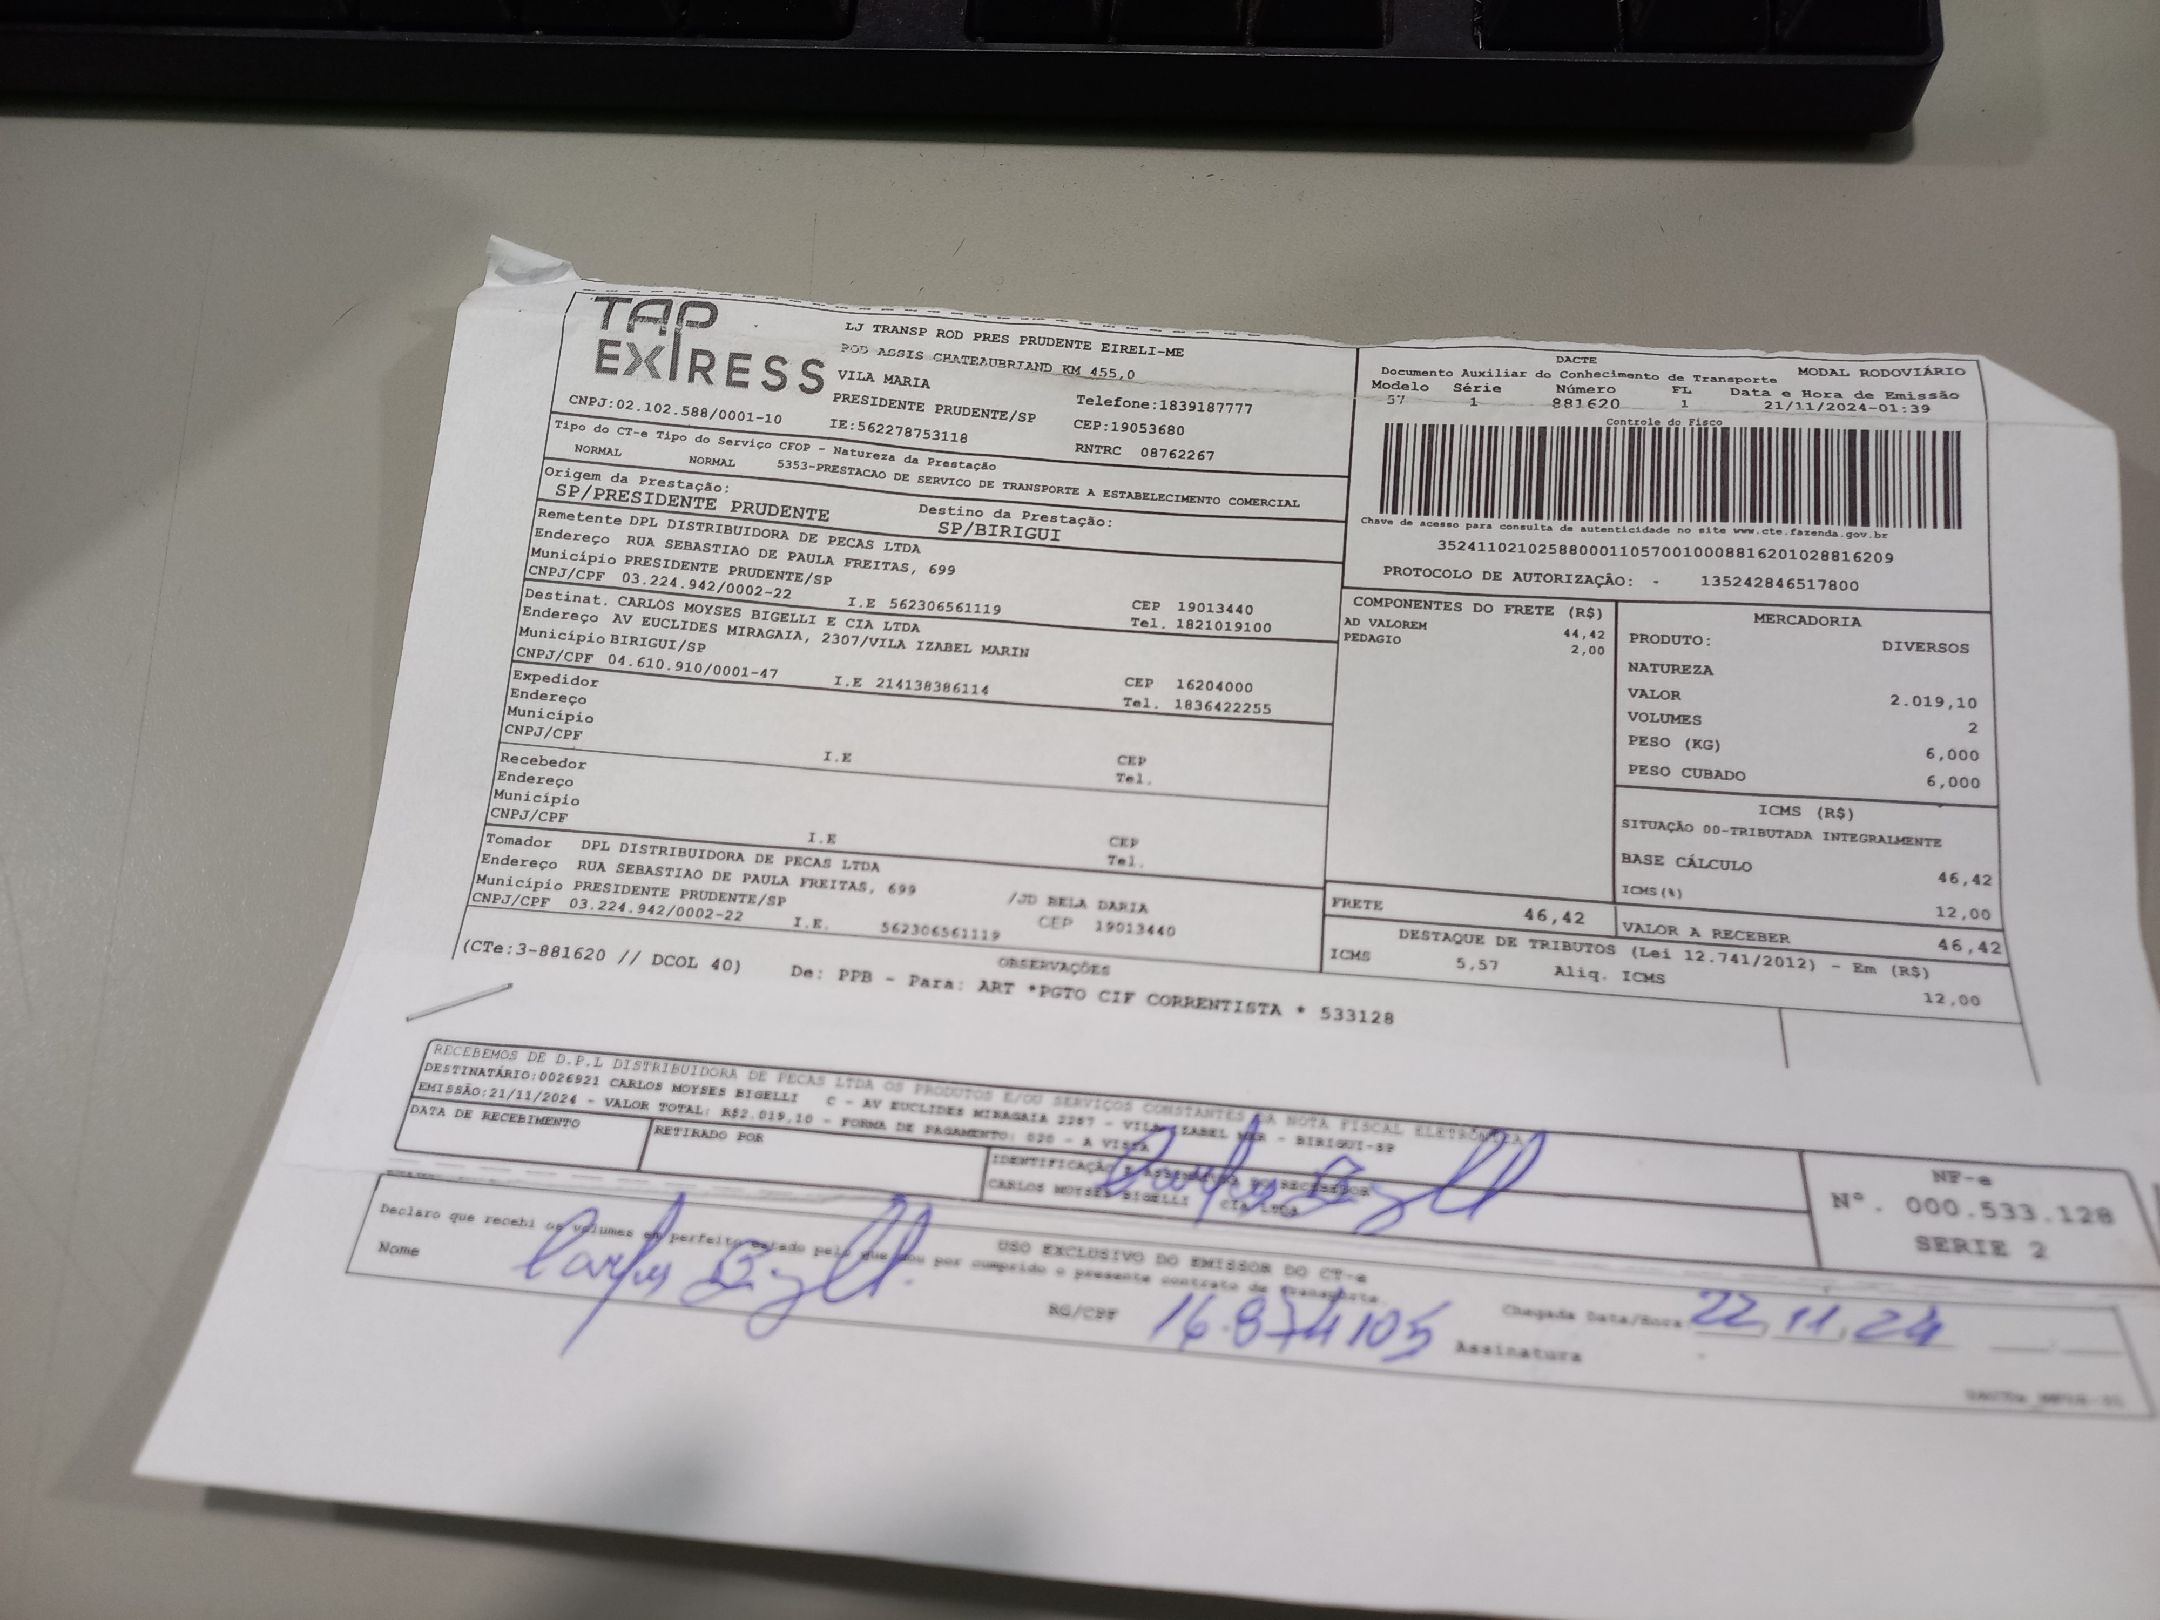 TAP
EXPRESS
LJ TRANSP ROD PRES PRUDENTE EIRELI-ME
ROD ASSIS CHATEAUBRIAND KM 455,0
VILA MARIA
PRESIDENTE PRUDENTE/SP
Telefone:1839187777
CNPJ:02.102.588/0001-10
IE:562278753118
CEP:19053680
RNTRC 08762267
Tipo do CT-e Tipo do Serviço CFOP - Natureza da Prestação
NORMAL NORMAL 5353-PRESTACAO DE SERVICO DE TRANSPORTE A ESTABELECIMENTO COMERCIAL
Origem da Prestação:
SP/PRESIDENTE PRUDENTE
Destino da Prestação:
SP/BIRIGUI
Remetente DPL DISTRIBUIDORA DE PECAS LTDA
Endereço RUA SEBASTIAO DE PAULA FREITAS, 699
Município PRESIDENTE PRUDENTE/SP
CEP 19013440
CNPJ/CPF 03.224.942/0002-22 I.E 562306561119 Tel. 1821019100
Destinat. CARLOS MOYSES BIGELLI E CIA LTDA
Endereço AV EUCLIDES MIRAGAIA, 2307/VILA IZABEL MARIN
Município BIRIGUI/SP
CEP 16204000
CNPJ/CPF 04.610.910/0001-47 I.E 214138386114 Tel. 1836422255
Expedidor
Endereço
Município
CEP
CNPJ/CPF I.E Tel.
Recebedor
Endereço
Município
CEP
CNPJ/CPF I.E Tel.
Tomador DPL DISTRIBUIDORA DE PECAS LTDA
Endereço RUA SEBASTIAO DE PAULA FREITAS, 699 /JD BELA DARIA
Município PRESIDENTE PRUDENTE/SP CEP 19013440
CNPJ/CPF 03.224.942/0002-22 I.E. 562306561119
OBSERVAÇÕES
(CTe:3-881620 // DCOL 40) De: PPB - Para: ART *PGTO CIF CORRENTISTA * 533128
DACTE
Documento Auxiliar do Conhecimento de Transporte MODAL RODOVIÁRIO
Modelo Série Número FL Data e Hora de Emissão
57 1 881620 1 21/11/2024-01:39
Controle do Fisco
Chave de acesso para consulta de autenticidade no site www.cte.fazenda.gov.br
35241102102588000110570010008816201028816209
PROTOCOLO DE AUTORIZAÇÃO: - 135242846517800
COMPONENTES DO FRETE (R$)
AD VALOREM 44,42
PEDAGIO 2,00
MERCADORIA
PRODUTO: DIVERSOS
NATUREZA
VALOR 2.019,10
VOLUMES 2
PESO (KG) 6,000
PESO CUBADO 6,000
ICMS (R$)
SITUAÇÃO 00-TRIBUTADA INTEGRALMENTE
BASE CÁLCULO 46,42
ICMS(%) 12,00
FRETE 46,42
VALOR A RECEBER 46,42
DESTAQUE DE TRIBUTOS (Lei 12.741/2012) - Em (R$)
ICMS 5,57 Aliq. ICMS 12,00
RECEBEMOS DE D.P.L DISTRIBUIDORA DE PECAS LTDA OS PRODUTOS E/OU SERVIÇOS CONSTANTES DA NOTA FISCAL ELETRÔNICA
DESTINATÁRIO:0026921 CARLOS MOYSES BIGELLI C - AV EUCLIDES MIRAGAIA - VILA IZABEL - BIRIGUI-SP
EMISSÃO:21/11/2024 - VALOR TOTAL: R$2.019,10 - FORMA DE PAGAMENTO: 020 - A VISTA
DATA DE RECEBIMENTO
RETIRADO POR
IDENTIFICAÇÃO E ASSINATURA DO RECEBEDOR
CARLOS MOYSES BIGELLI CIA LTDA
NF-e
Nº. 000.533.128
SERIE 2
USO EXCLUSIVO DO EMISSOR DO CT-e
Declaro que recebi os volumes em perfeito estado pelo que dou por cumprido o presente contrato de Transporte.
Nome
RG/CPF 16.874105
Chegada Data/Hora 22,11,24
Assinatura